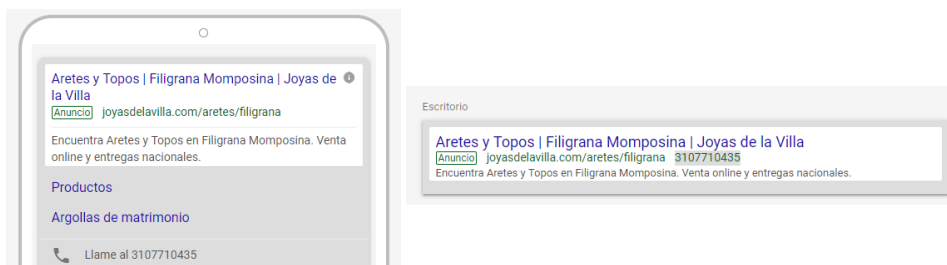 Aretes y Topos | Filigrana Momposina | Joyas de
la Villa
Anuncio joyasdelavilla.com/aretes/filigrana
Encuentra Aretes y Topos en Filigrana Momposina. Venta
online y entregas nacionales.
Productos
Argollas de matrimonio
Llame al 3107710435
Escritorio
Aretes y Topos | Filigrana Momposina | Joyas de la Villa
Anuncio joyasdelavilla.com/aretes/filigrana 3107710435
Encuentra Aretes y Topos en Filigrana Momposina. Venta online y entregas nacionales.